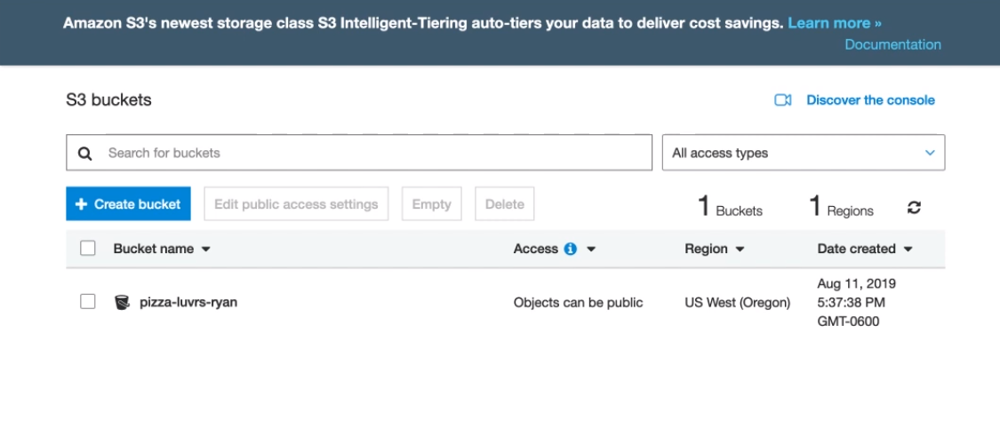 Amazon S3's newest storage class S3 Intelligent-Tiering auto-tiers your data to deliver cost savings. Learn more »
Documentation
S3 buckets
Discover the console
Search for buckets
All access types
+ Create bucket
Edit public access settings
Empty
Delete
1 Buckets
1 Regions
Bucket name
Access
Region
Date created
pizza-luvrs-ryan
Objects can be public
US West (Oregon)
Aug 11, 2019
5:37:38 PM
GMT-0600